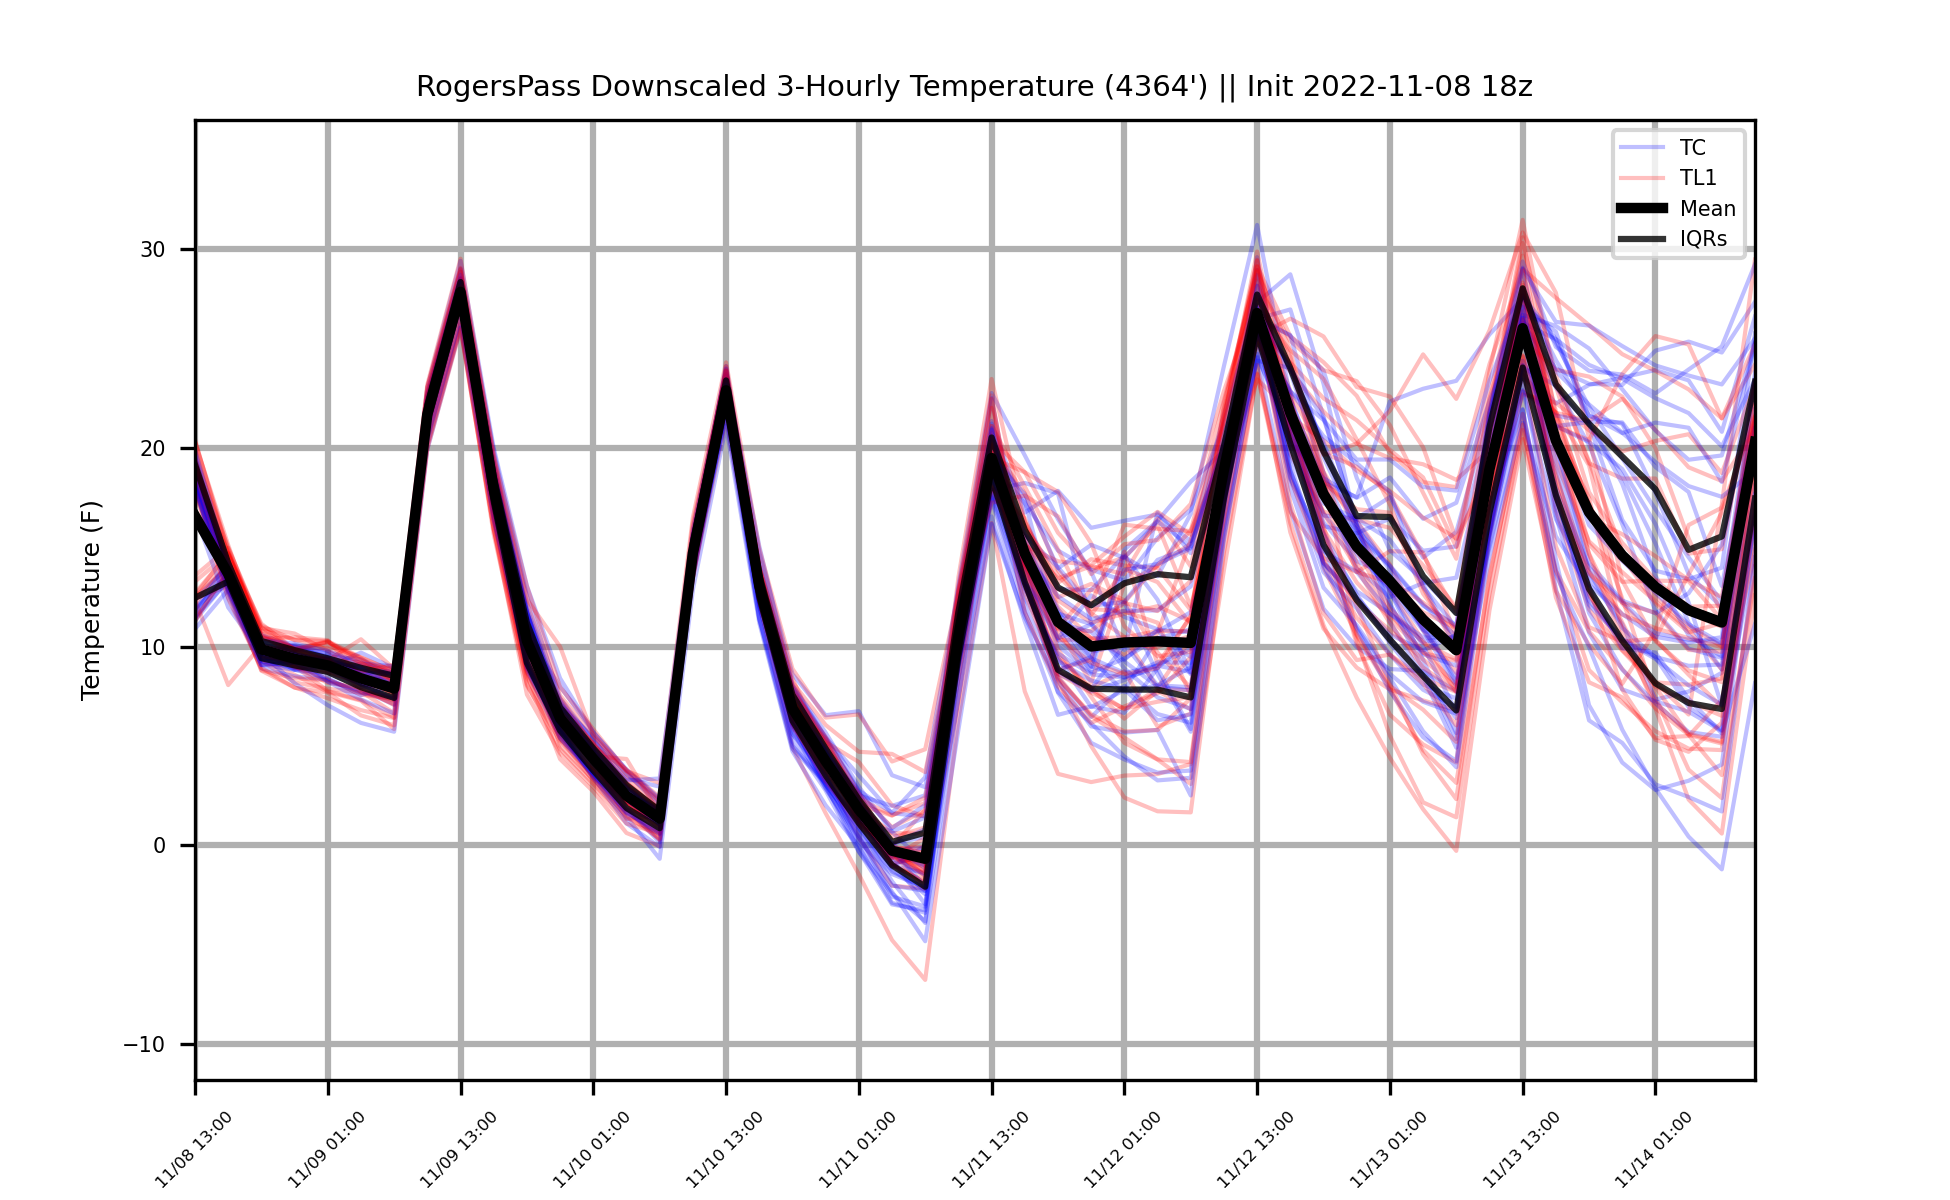 RogersPass Downscaled 3-Hourly Temperature (4364') || Init 2022-11-08 18z
TC
TL1
Mean
IQRs
Temperature (F)
30
20
10
0
−10
11/08 13:00
11/09 01:00
11/09 13:00
11/10 01:00
11/10 13:00
11/11 01:00
11/11 13:00
11/12 01:00
11/12 13:00
11/13 01:00
11/13 13:00
11/14 01:00